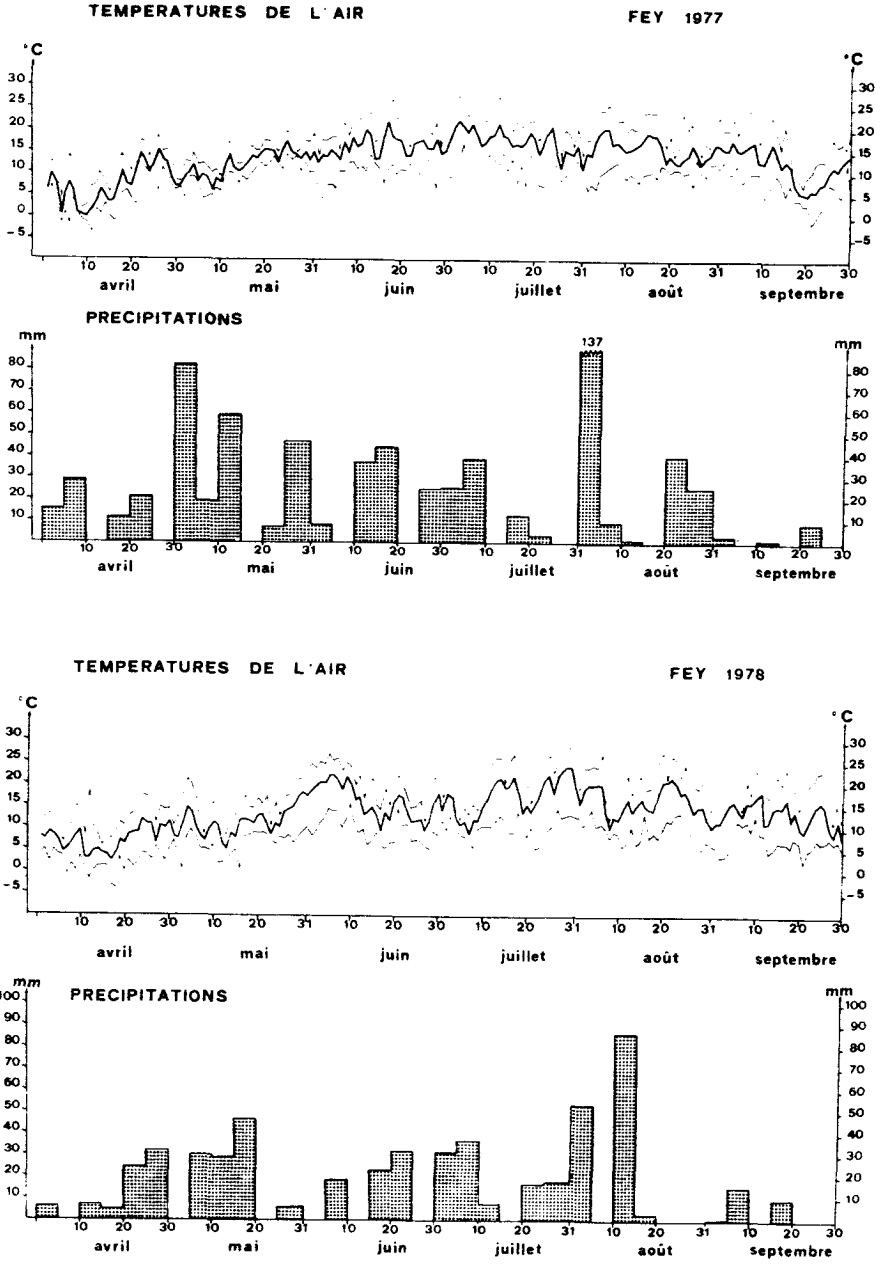 TEMPERATURES DE L'AIR FEY 1977
°C °C
30 30
25 25
20 20
15 15
10 10
5 5
0 0
-5 -5
10 20 30 10 20 31 10 20 30 10 20 31 10 20 31 10 20 30
avril mai juin juillet août septembre
PRECIPITATIONS
mm mm
137
80 80
70 70
60 60
50 50
40 40
30 30
20 20
10 10
10 20 30 10 20 31 10 20 30 10 20 31 10 20 31 10 20 30
avril mai juin juillet août septembre
TEMPERATURES DE L'AIR FEY 1978
°C °C
30 30
25 25
20 20
15 15
10 10
5 5
0 0
-5 -5
10 20 30 10 20 31 10 20 30 10 20 31 10 20 31 10 20 30
avril mai juin juillet août septembre
mm PRECIPITATIONS mm
100 100
90 90
80 80
70 70
60 60
50 50
40 40
30 30
20 20
10 10
10 20 30 10 20 31 10 20 30 10 20 31 10 20 31 10 20 30
avril mai juin juillet août septembre